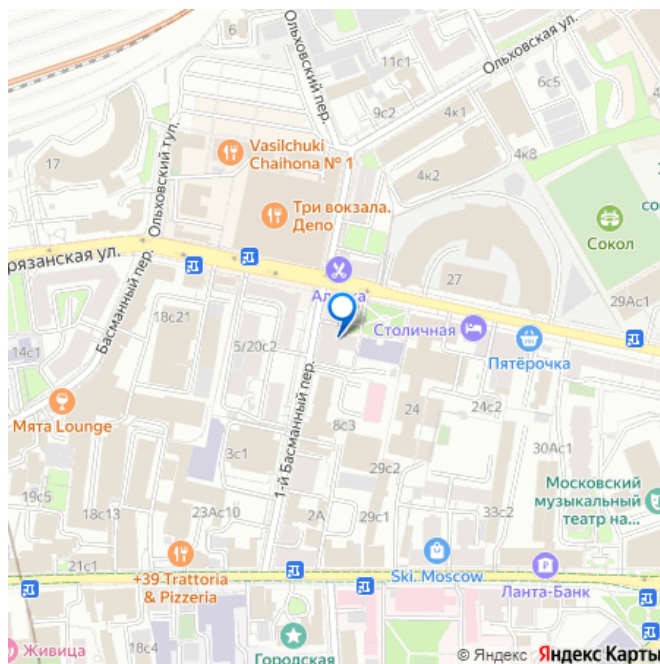 6
Ольховский пер.
11с1
Ольховская ул.
6с5
9с2
4к1
Vasilchuki
Chaihona № 1
17
Ольховский туп.
4к8
4к2
Три вокзала.
Депо
Сокол
рязанская ул.
27
29Ас1
Басманный пер.
18с21
Столичная
14с1
5/20с2
Пятёрочка
Мята Lounge
1-й Басманный пер.
24
24с2
8с3
3с1
30Ас1
29с2
19с5
18с13
23Ас10
2А
29с1
33с2
Московский
музыкальный
театр на...
21с1
+39 Trattoria
& Pizzeria
Ski. Moscow
Ланта-Банк
Живица
18с4
Городская
© Яндекс Яндекс Карты